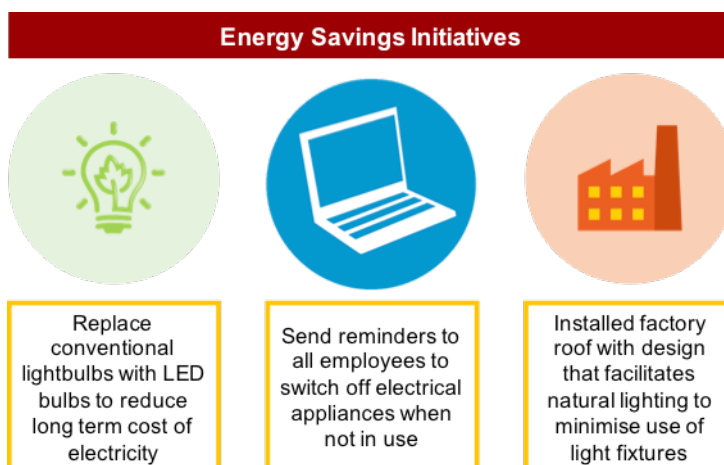 Energy Savings Initiatives
Replace
conventional
lightbulbs with LED
bulbs to reduce
long term cost of
electricity
Send reminders to
all employees to
switch off electrical
appliances when
not in use
Installed factory
roof with design
that facilitates
natural lighting to
minimise use of
light fixtures